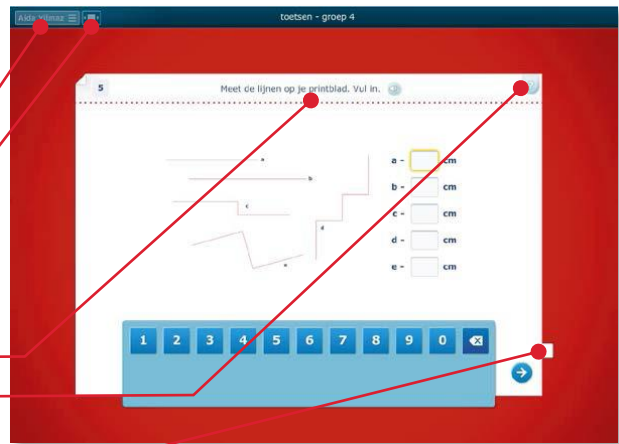 Aida Yilmaz
toetsen - groep 4
5
Meet de lijnen op je printblad. Vul in.
a
b
c
d
e
a - cm
b - cm
c - cm
d - cm
e - cm
1 2 3 4 5 6 7 8 9 0